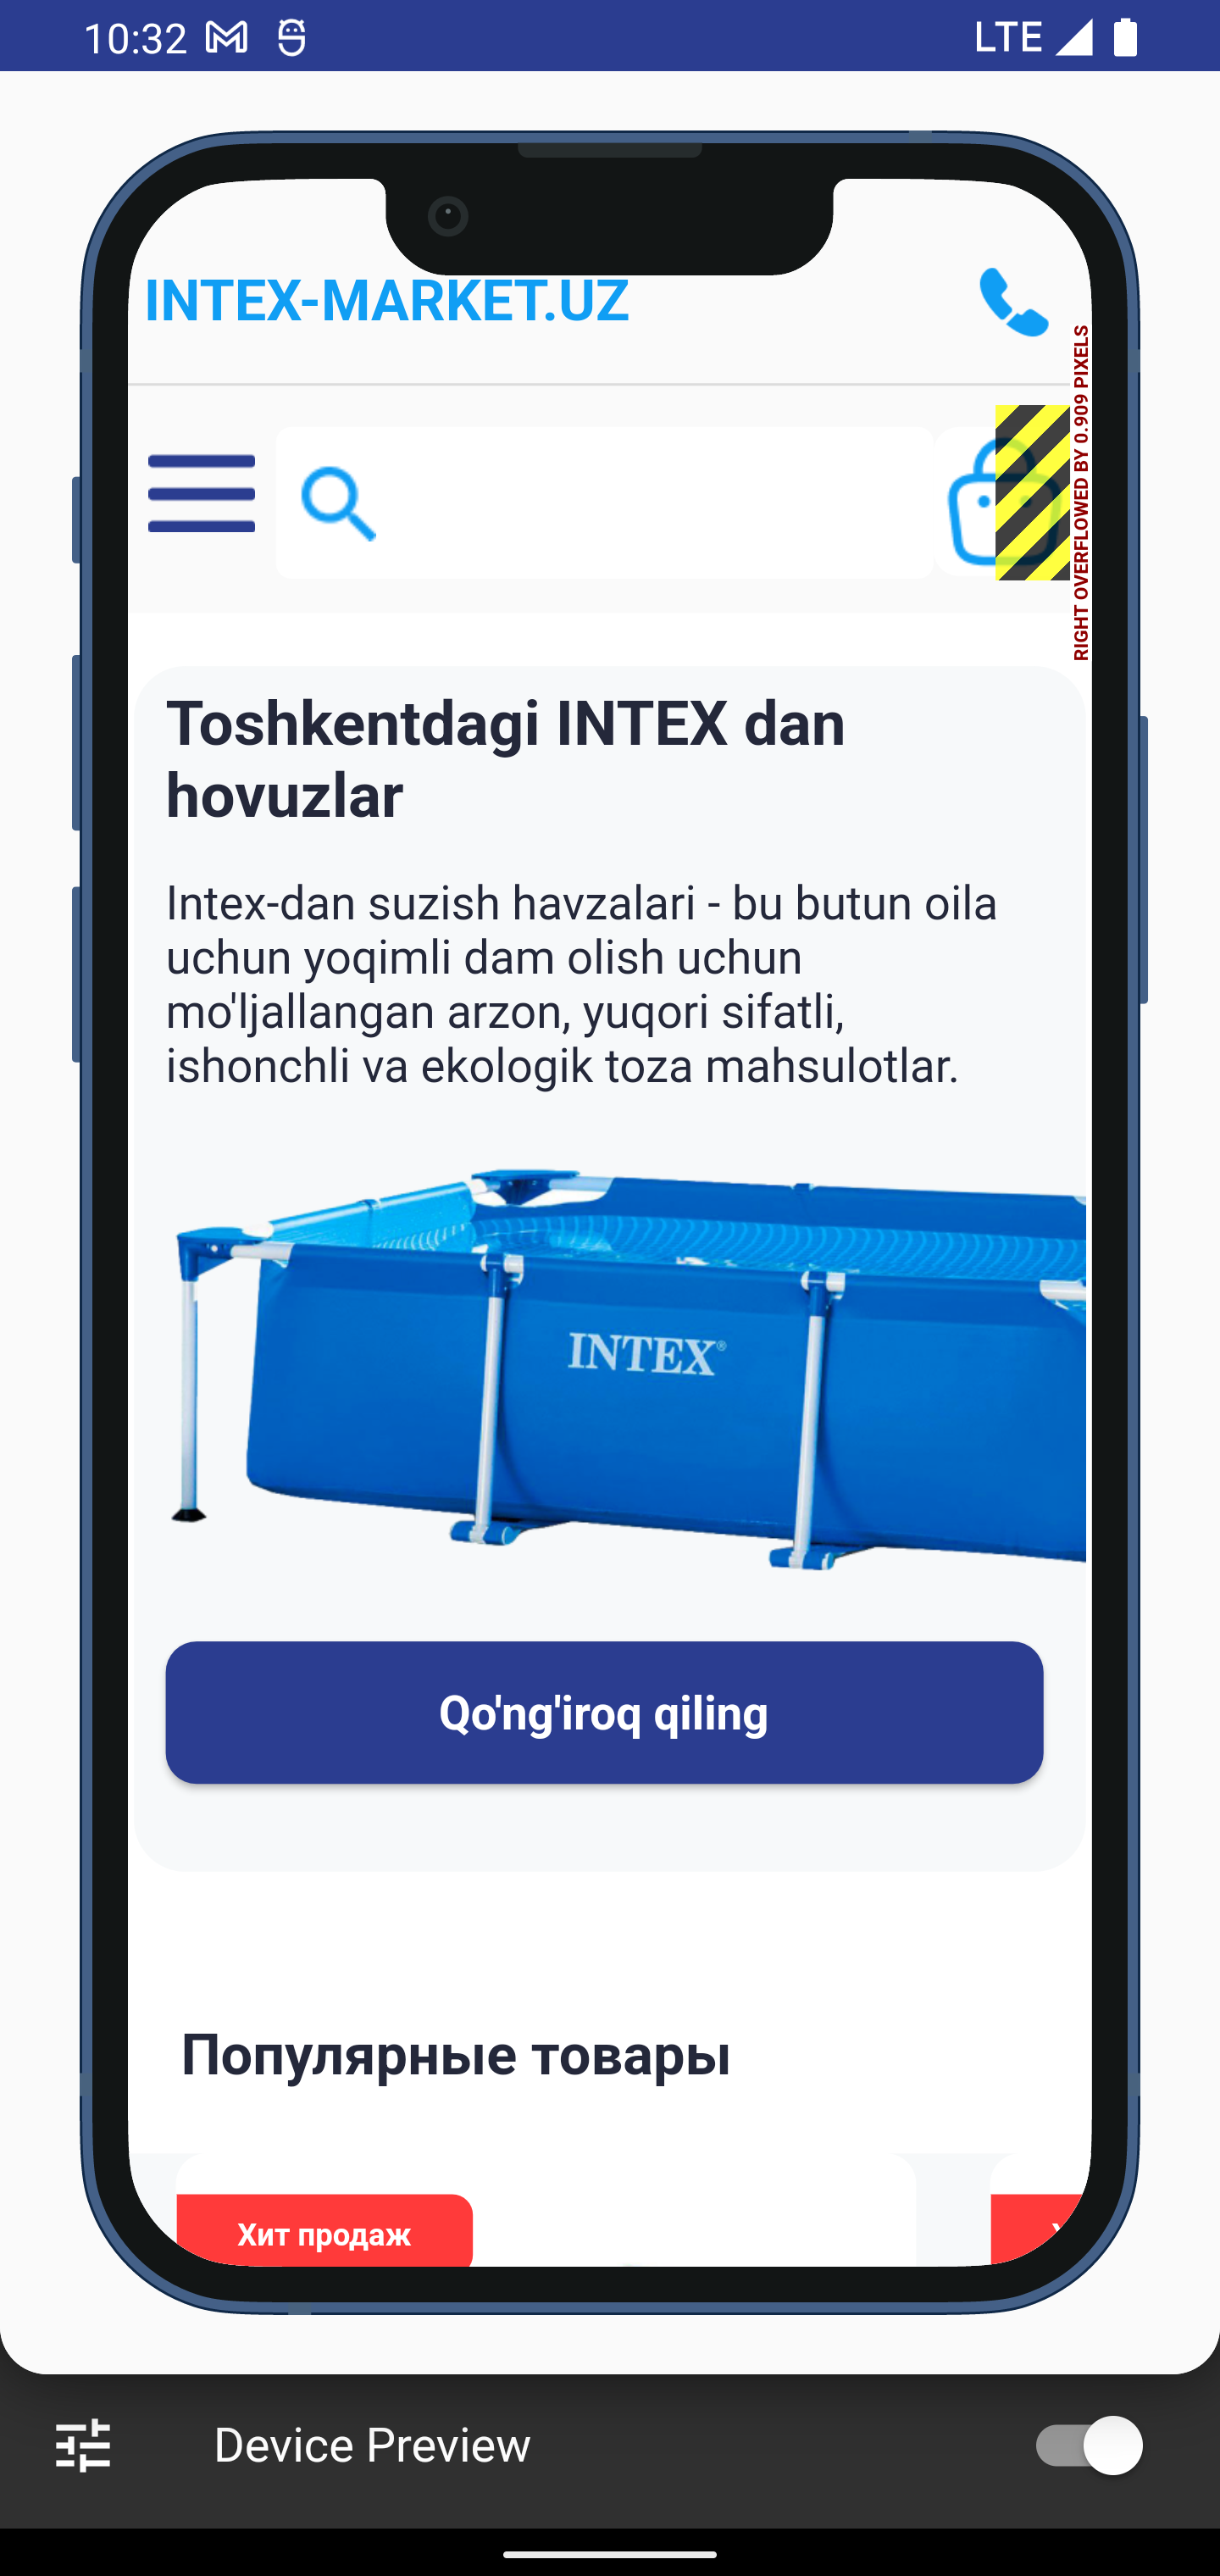 10:32
LTE
INTEX-MARKET.UZ
RIGHT OVERFLOWED BY 0.909 PIXELS
Toshkentdagi INTEX dan
hovuzlar
Intex-dan suzish havzalari - bu butun oila
uchun yoqimli dam olish uchun
mo'ljallangan arzon, yuqori sifatli,
ishonchli va ekologik toza mahsulotlar.
INTEX®
Qo'ng'iroq qiling
Популярные товары
Хит продаж
Device Preview